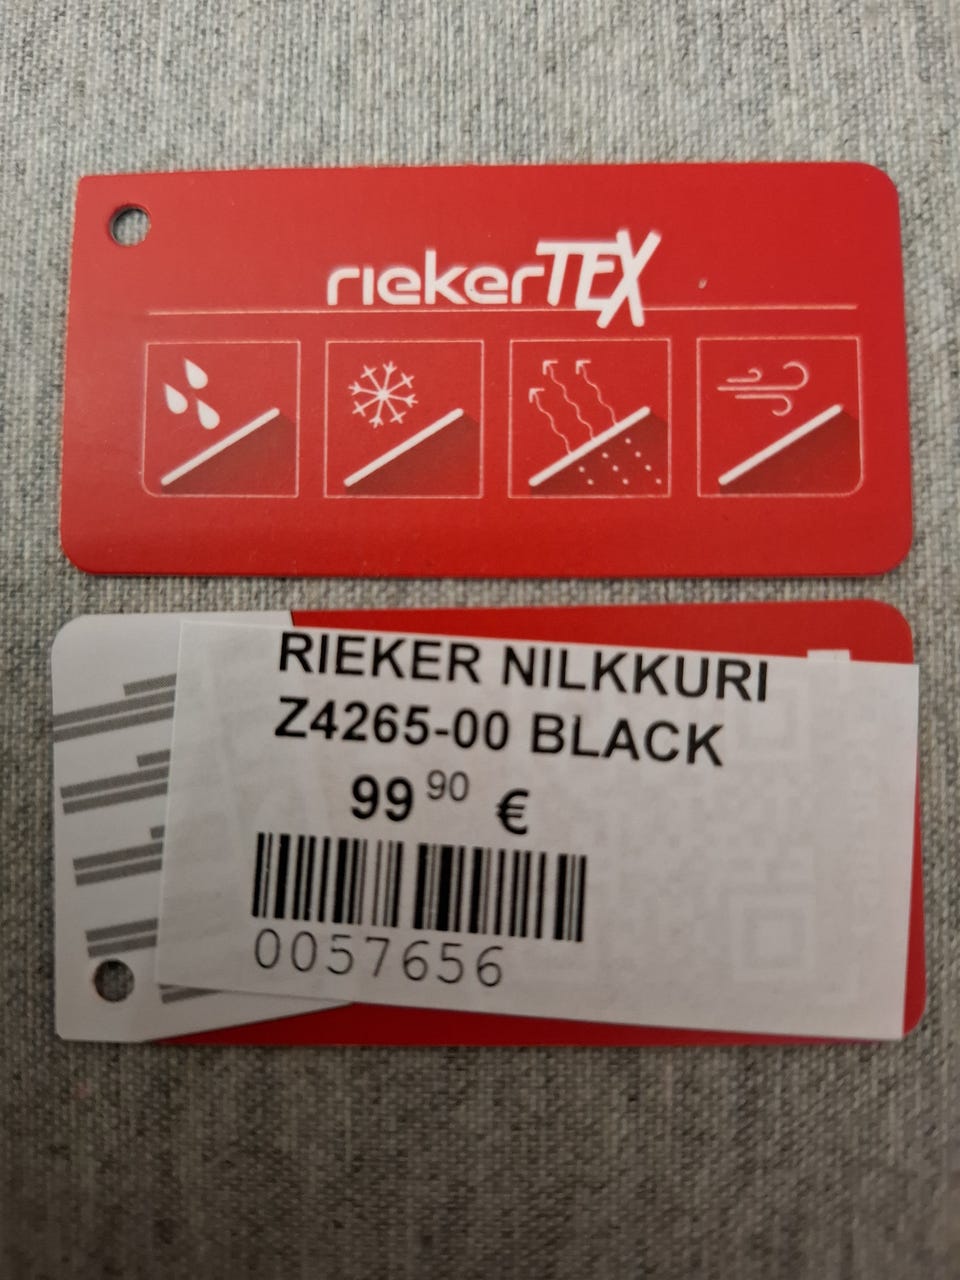 riekerTEX
RIEKER NILKKURI
Z4265-00 BLACK
99 90 €
0057656